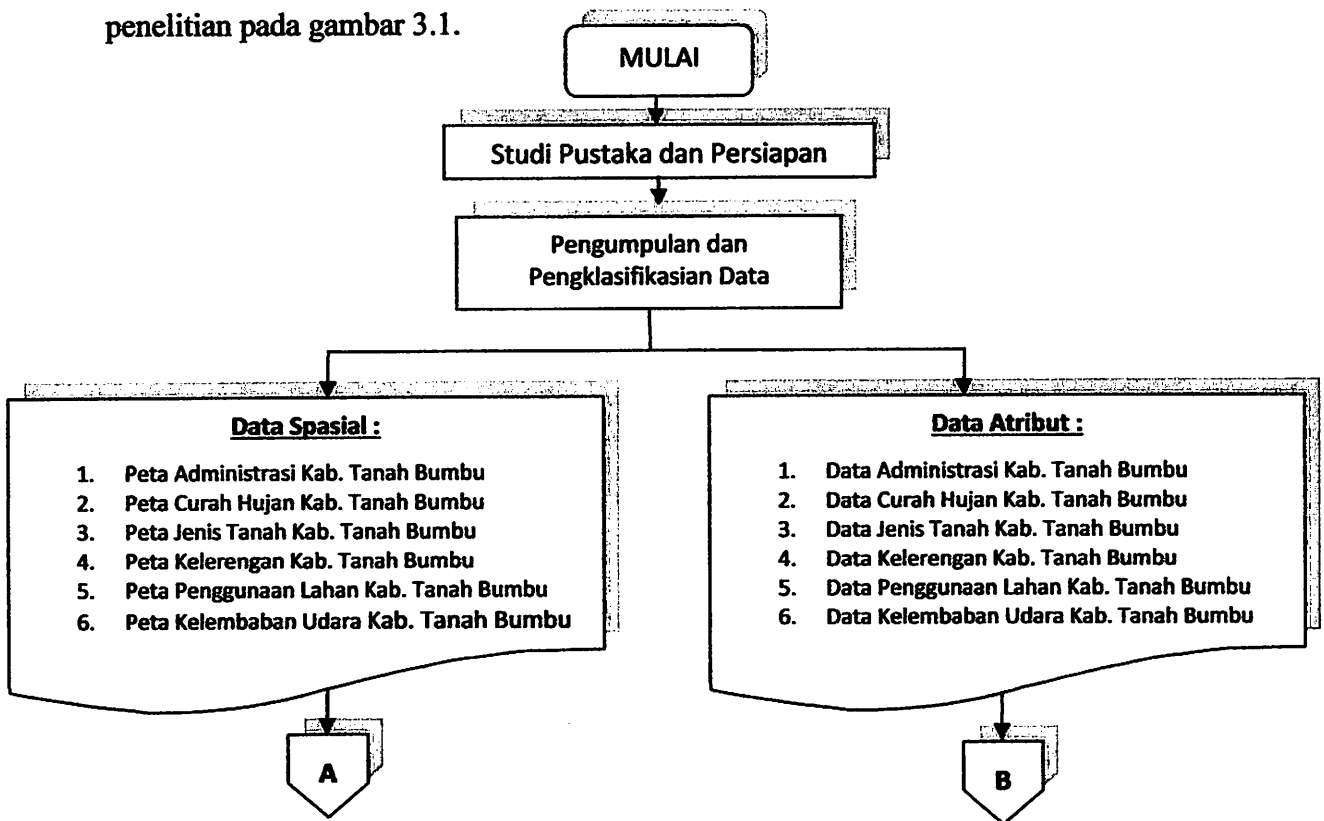 penelitian pada gambar 3.1.
MULAI
Studi Pustaka dan Persiapan
Pengumpulan dan
Pengklasifikasian Data
Data Spasial :
1. Peta Administrasi Kab. Tanah Bumbu
2. Peta Curah Hujan Kab. Tanah Bumbu
3. Peta Jenis Tanah Kab. Tanah Bumbu
4. Peta Kelerengan Kab. Tanah Bumbu
5. Peta Penggunaan Lahan Kab. Tanah Bumbu
6. Peta Kelembaban Udara Kab. Tanah Bumbu
Data Atribut :
1. Data Administrasi Kab. Tanah Bumbu
2. Data Curah Hujan Kab. Tanah Bumbu
3. Data Jenis Tanah Kab. Tanah Bumbu
4. Data Kelerengan Kab. Tanah Bumbu
5. Data Penggunaan Lahan Kab. Tanah Bumbu
6. Data Kelembaban Udara Kab. Tanah Bumbu
A
B